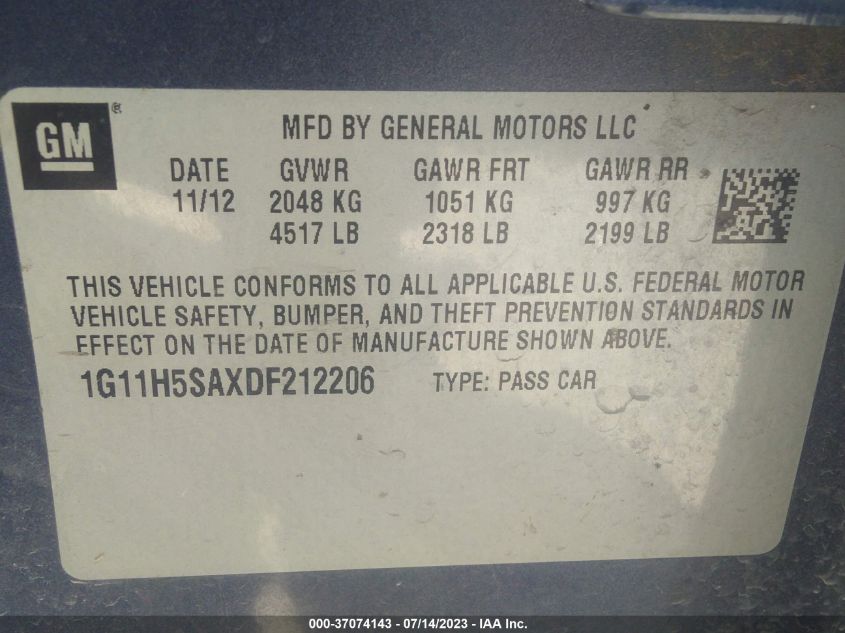 GM ®
MFD BY GENERAL MOTORS LLC
DATE GVWR GAWR FRT GAWR RR
11/12 2048 KG 1051 KG 997 KG
4517 LB 2318 LB 2199 LB
THIS VEHICLE CONFORMS TO ALL APPLICABLE U.S. FEDERAL MOTOR
VEHICLE SAFETY, BUMPER, AND THEFT PREVENTION STANDARDS IN
EFFECT ON THE DATE OF MANUFACTURE SHOWN ABOVE.
1G11H5SAXDF212206 TYPE: PASS CAR
000-37074143 - 07/14/2023 - IAA Inc.